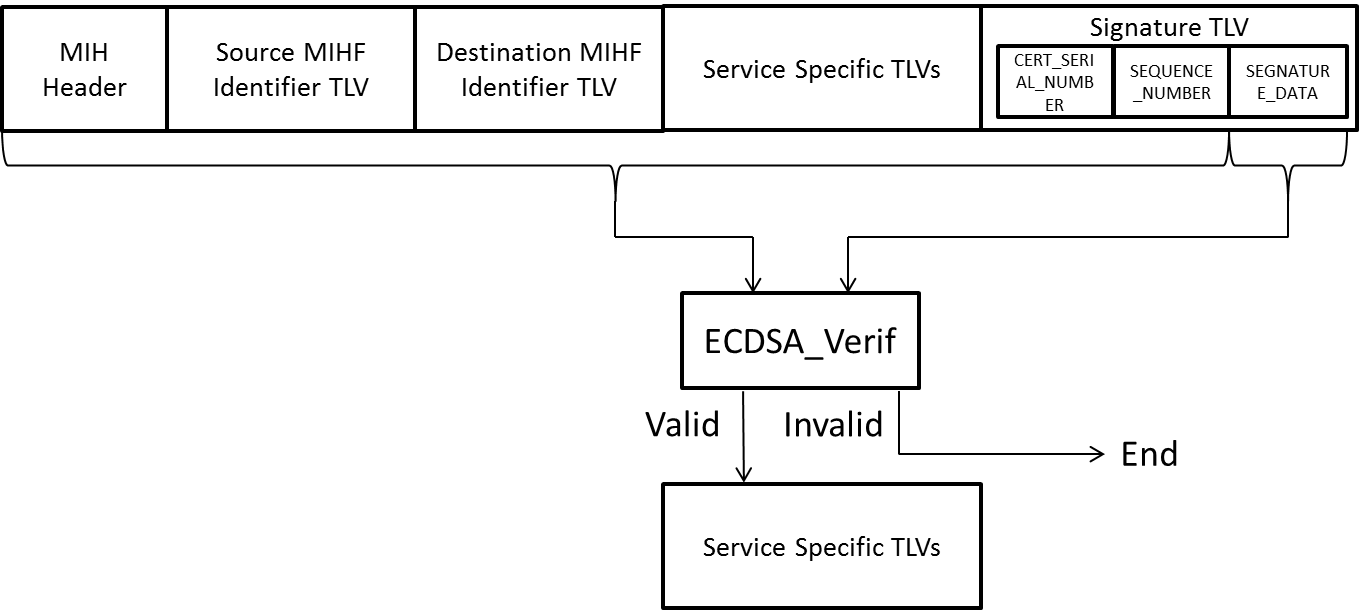 MIH
Header
Source MIHF
Identifier TLV
Destination MIHF
Identifier TLV
Service Specific TLVs
Signature TLV
CERT_SERI
AL_NUMB
ER
SEQUENCE
_NUMBER
SEGNATUR
E_DATA
ECDSA_Verif
Valid
Invalid
End
Service Specific TLVs